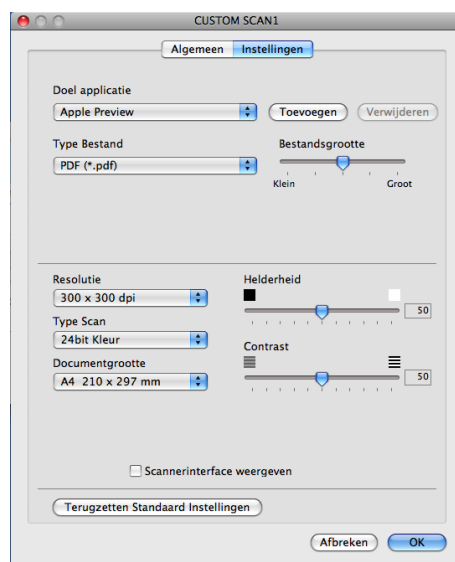 CUSTOM SCAN1
Algemeen Instellingen
Doel applicatie
Apple Preview Toevoegen Verwijderen
Type Bestand Bestandsgrootte
PDF (*.pdf)
Klein Groot
Resolutie Helderheid
300 x 300 dpi
50
Type Scan
24bit Kleur
Contrast
Documentgrootte
A4 210 x 297 mm 50
Scannerinterface weergeven
Terugzetten Standaard Instellingen
Afbreken OK